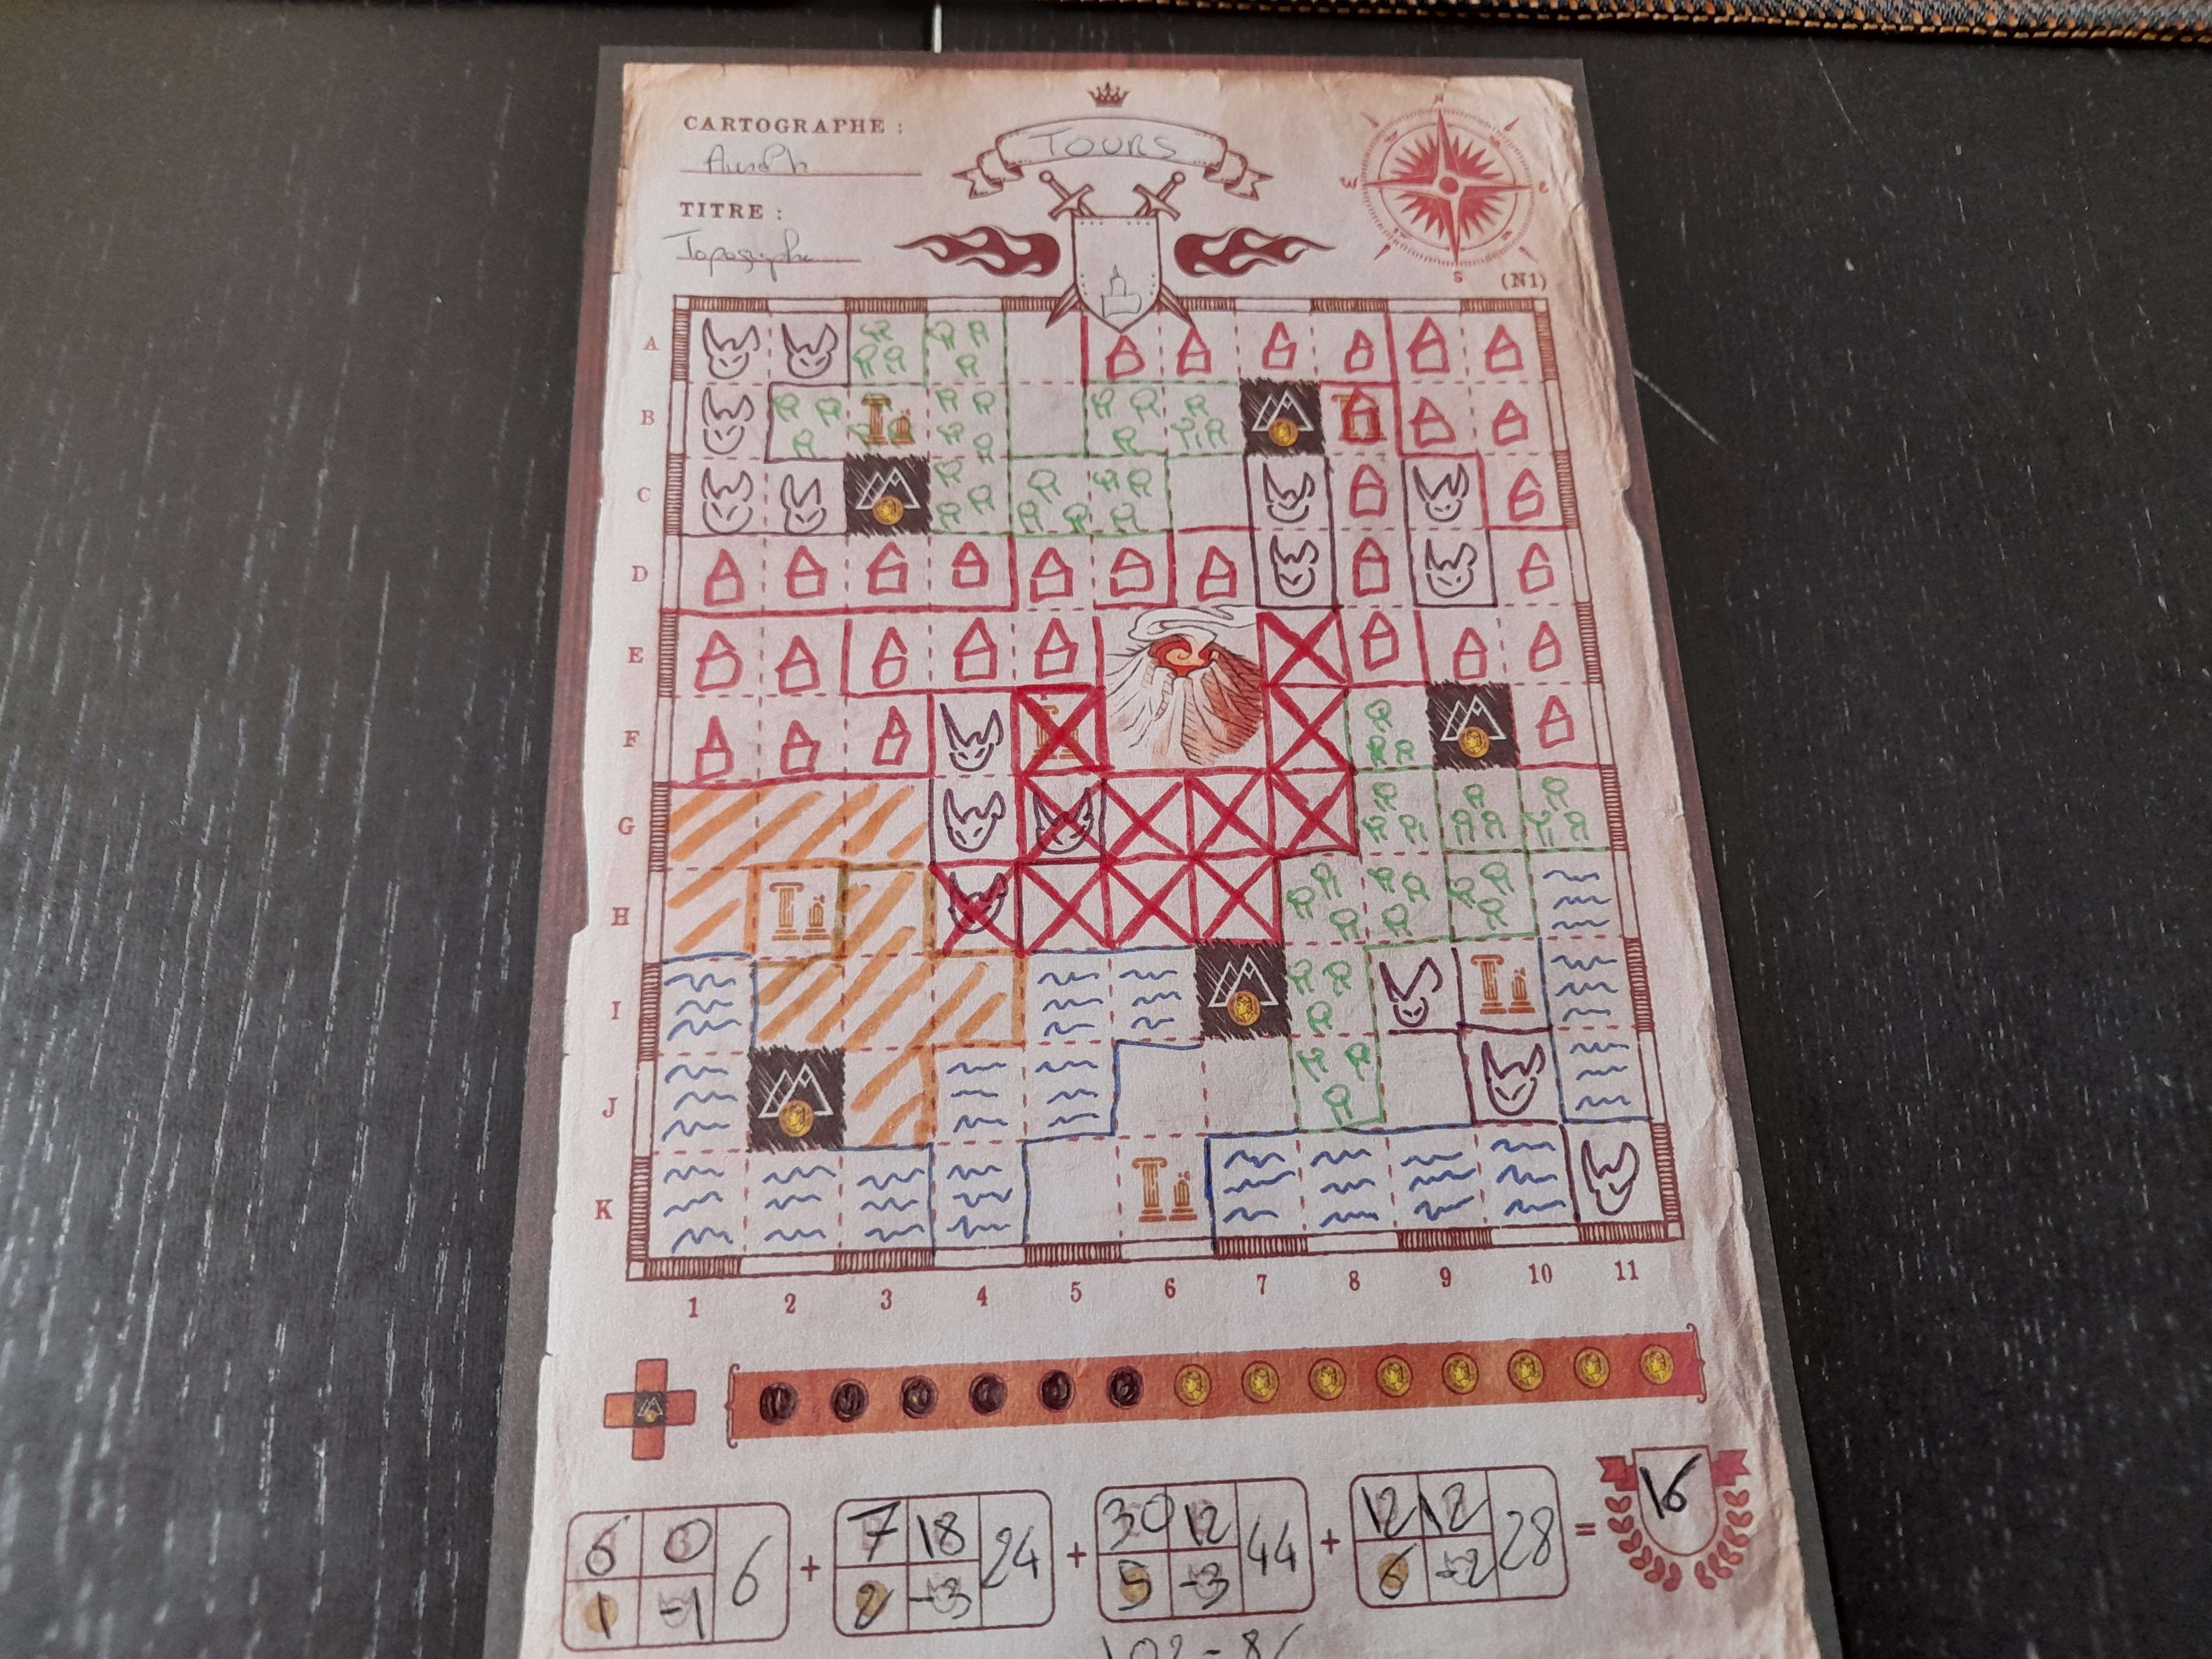 CARTOGRAPHE :
TOURS
TITRE :
W
S
(N1)
A
B
C
D
E
F
G
H
I
J
K
1 2 3 4 5 6 7 8 9 10 11
6 0 7 18 30 12 12 12 16
6 + 24 + 44 + 28 =
1 -1 2 -3 5 -3 6 -2